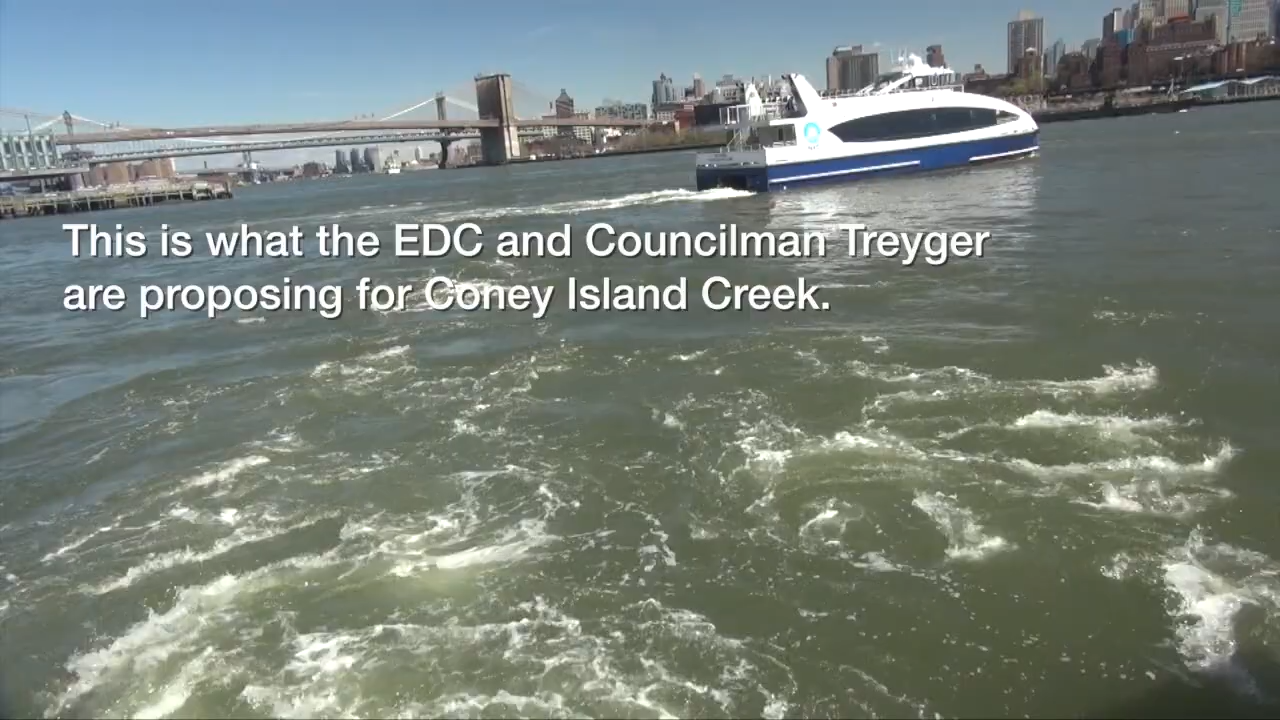 This is what the EDC and Councilman Treyger
are proposing for Coney Island Creek.